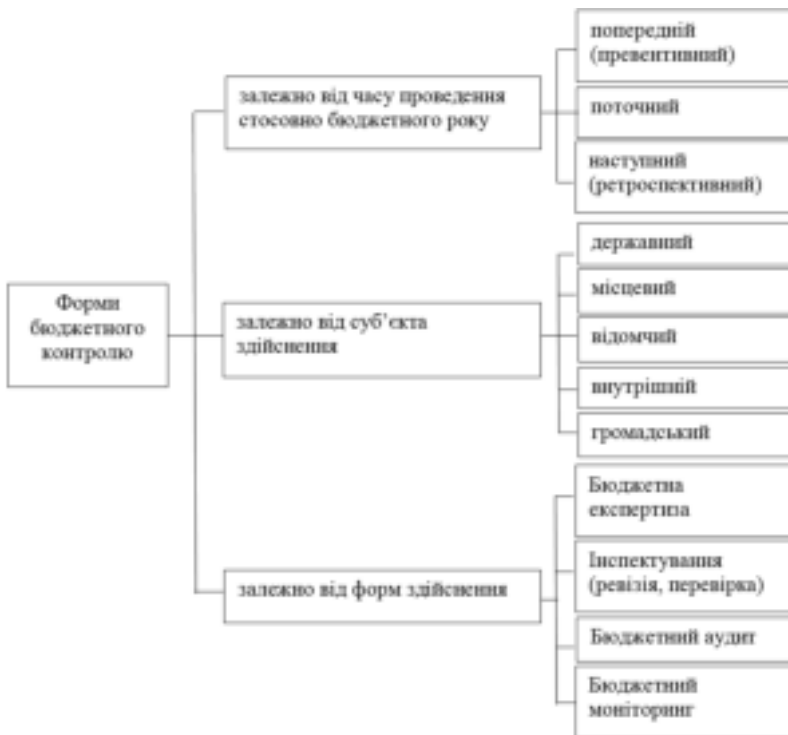 Форми
бюджетного
контролю
залежно від часу проведення
стосовно бюджетного року
попередній
(превентивний)
поточний
наступний
(ретроспективний)
залежно від суб’єкта
здійснення
державний
місцевий
відомчий
внутрішній
громадський
залежно від форм здійснення
Бюджетна
експертиза
Інспектування
(ревізія, перевірка)
Бюджетний аудит
Бюджетний
моніторинг